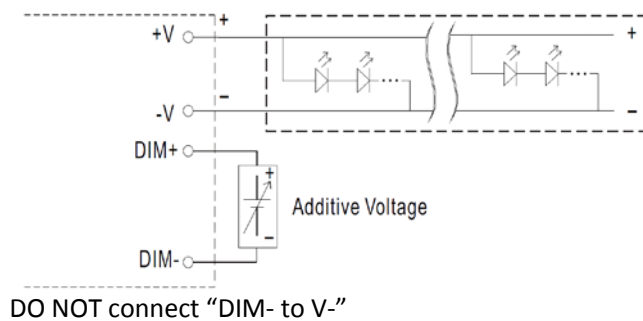 +V + +
-V − −
DIM+
+
Additive Voltage
−
DIM-
DO NOT connect “DIM- to V-”